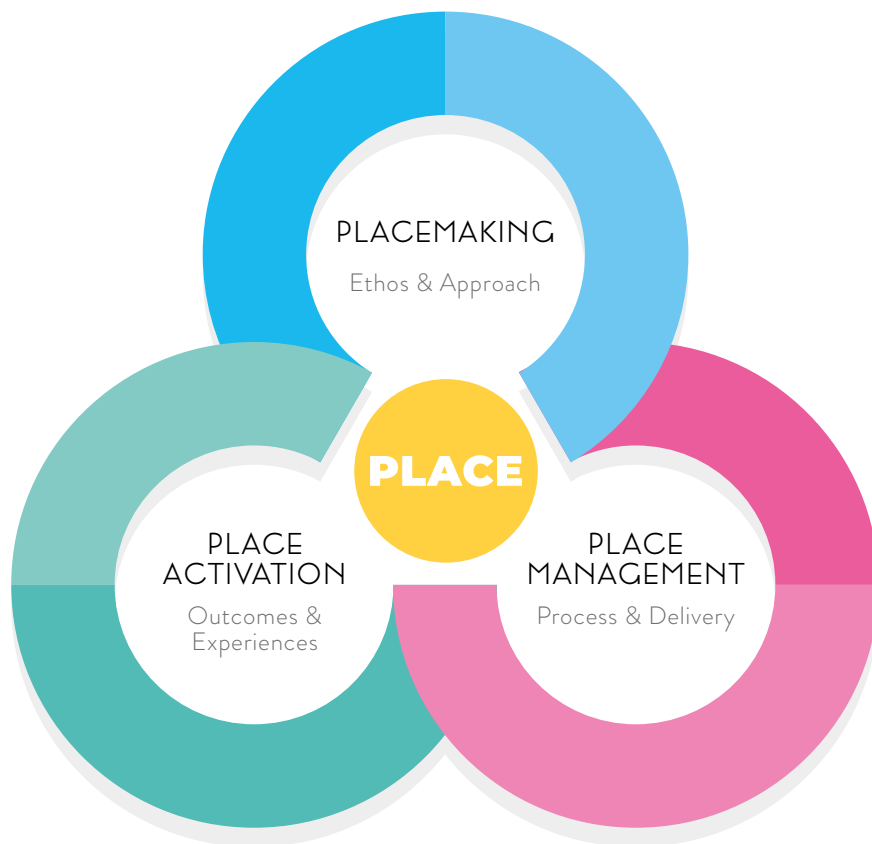 PLACEMAKING
Ethos & Approach
PLACE
PLACE
ACTIVATION
Outcomes &
Experiences
PLACE
MANAGEMENT
Process & Delivery